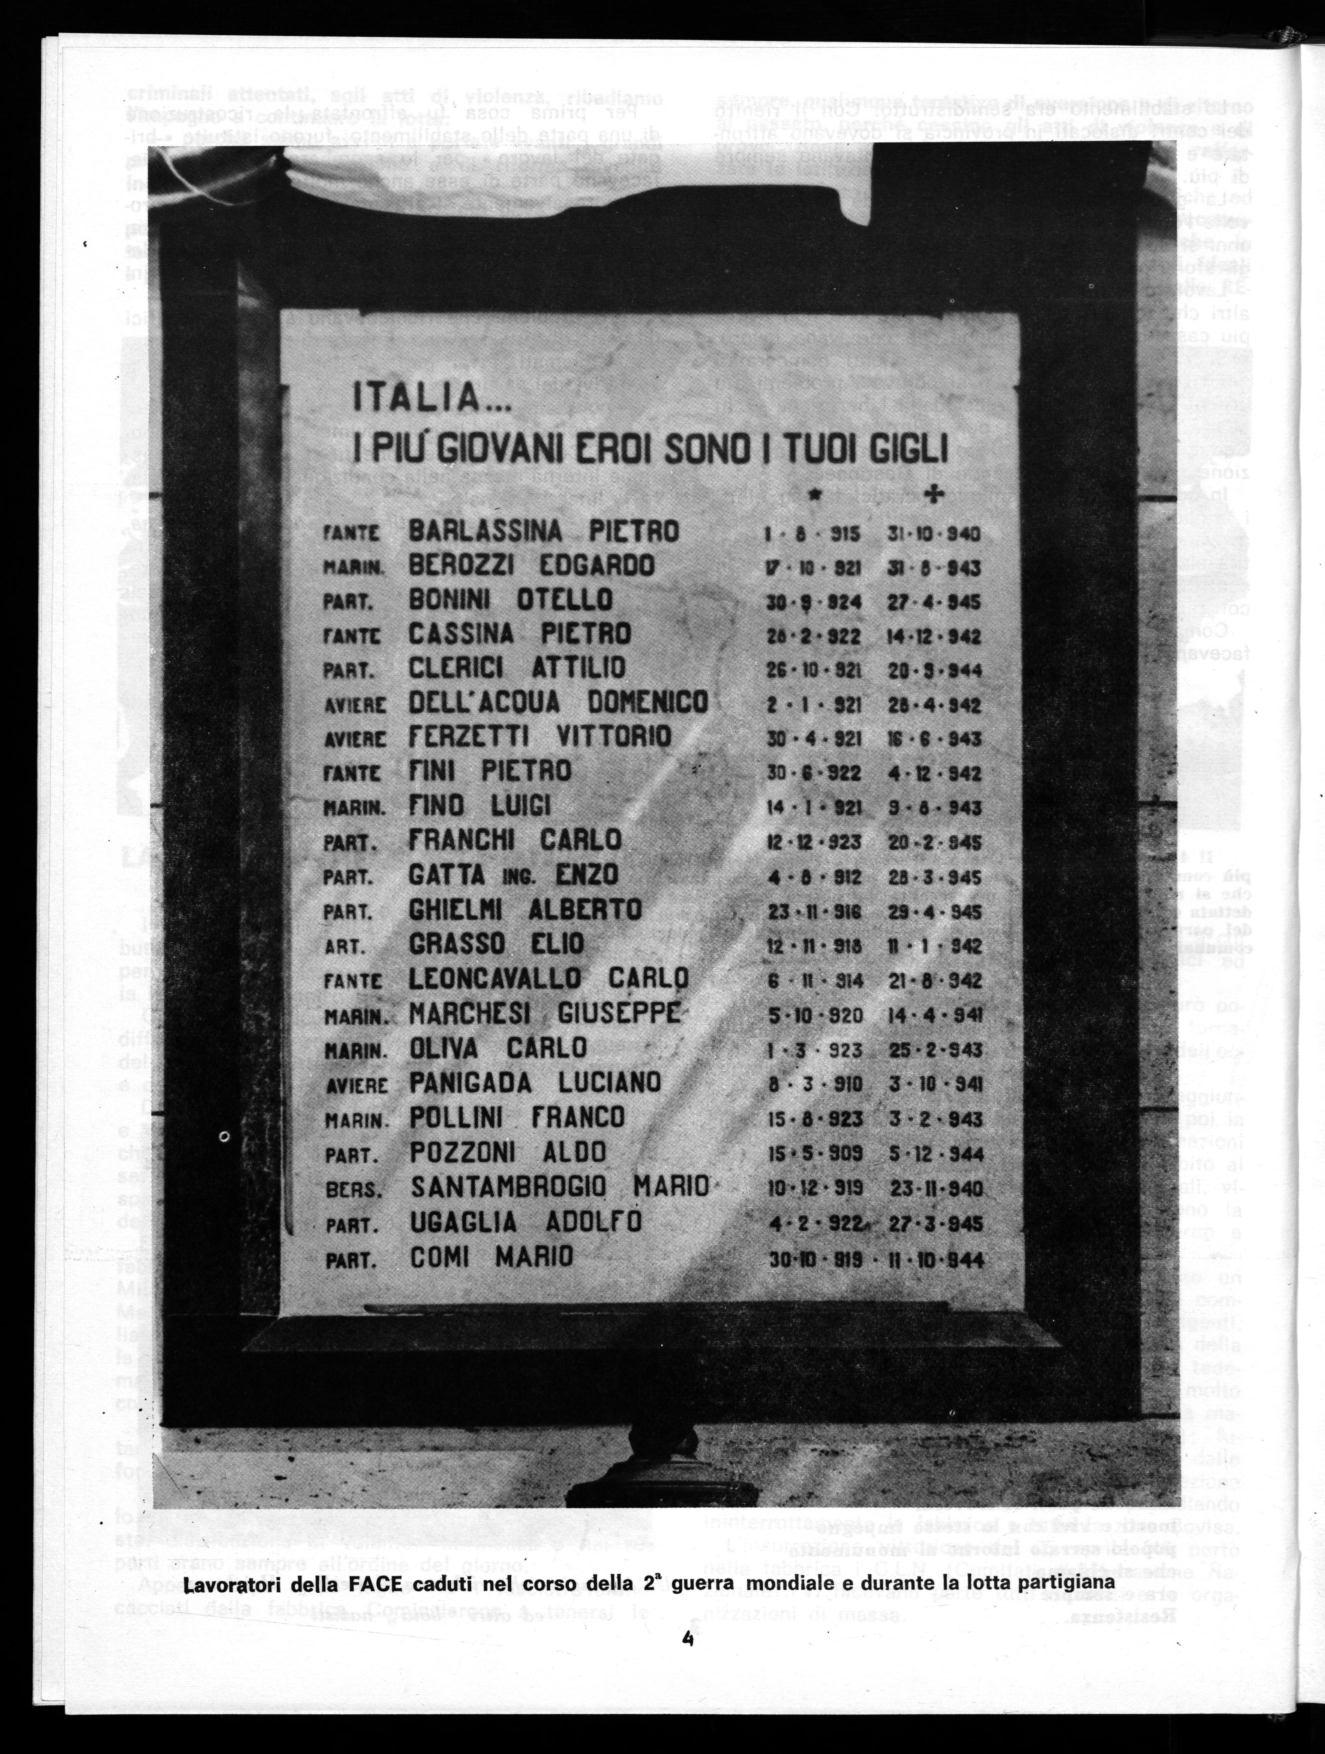 ITALIA...
I PIÙ GIOVANI EROI SONO I TUOI GIGLI
★ ✚
FANTE BARLASSINA PIETRO 1 · 8 · 915 31 · 10 · 940
MARIN. BEROZZI EDGARDO 17 · 10 · 921 31 · 8 · 943
PART. BONINI OTELLO 30 · 9 · 924 27 · 4 · 945
FANTE CASSINA PIETRO 28 · 2 · 922 14 · 12 · 942
PART. CLERICI ATTILIO 26 · 10 · 921 20 · 9 · 944
AVIERE DELL'ACQUA DOMENICO 2 · 1 · 921 28 · 4 · 942
AVIERE FERZETTI VITTORIO 30 · 4 · 921 16 · 6 · 943
FANTE FINI PIETRO 30 · 6 · 922 4 · 12 · 942
MARIN. FINO LUIGI 14 · 1 · 921 9 · 8 · 943
PART. FRANCHI CARLO 12 · 12 · 923 20 · 2 · 945
PART. GATTA ING. ENZO 4 · 8 · 912 28 · 3 · 945
PART. GHIELMI ALBERTO 23 · 11 · 916 29 · 4 · 945
ART. GRASSO ELIO 12 · 11 · 918 11 · 1 · 942
FANTE LEONCAVALLO CARLO 6 · 11 · 914 21 · 8 · 942
MARIN. MARCHESI GIUSEPPE 5 · 10 · 920 14 · 4 · 941
MARIN. OLIVA CARLO 1 · 3 · 923 25 · 2 · 943
AVIERE PANIGADA LUCIANO 8 · 3 · 910 3 · 10 · 941
MARIN. POLLINI FRANCO 15 · 8 · 923 3 · 2 · 943
PART. POZZONI ALDO 15 · 5 · 909 5 · 12 · 944
BERS. SANTAMBROGIO MARIO 10 · 12 · 919 23 · 11 · 940
PART. UGAGLIA ADOLFO 4 · 2 · 922 27 · 3 · 945
PART. COMI MARIO 30 · 10 · 919 · 11 · 10 · 944
Lavoratori della FACE caduti nel corso della 2ª guerra mondiale e durante la lotta partigiana
4